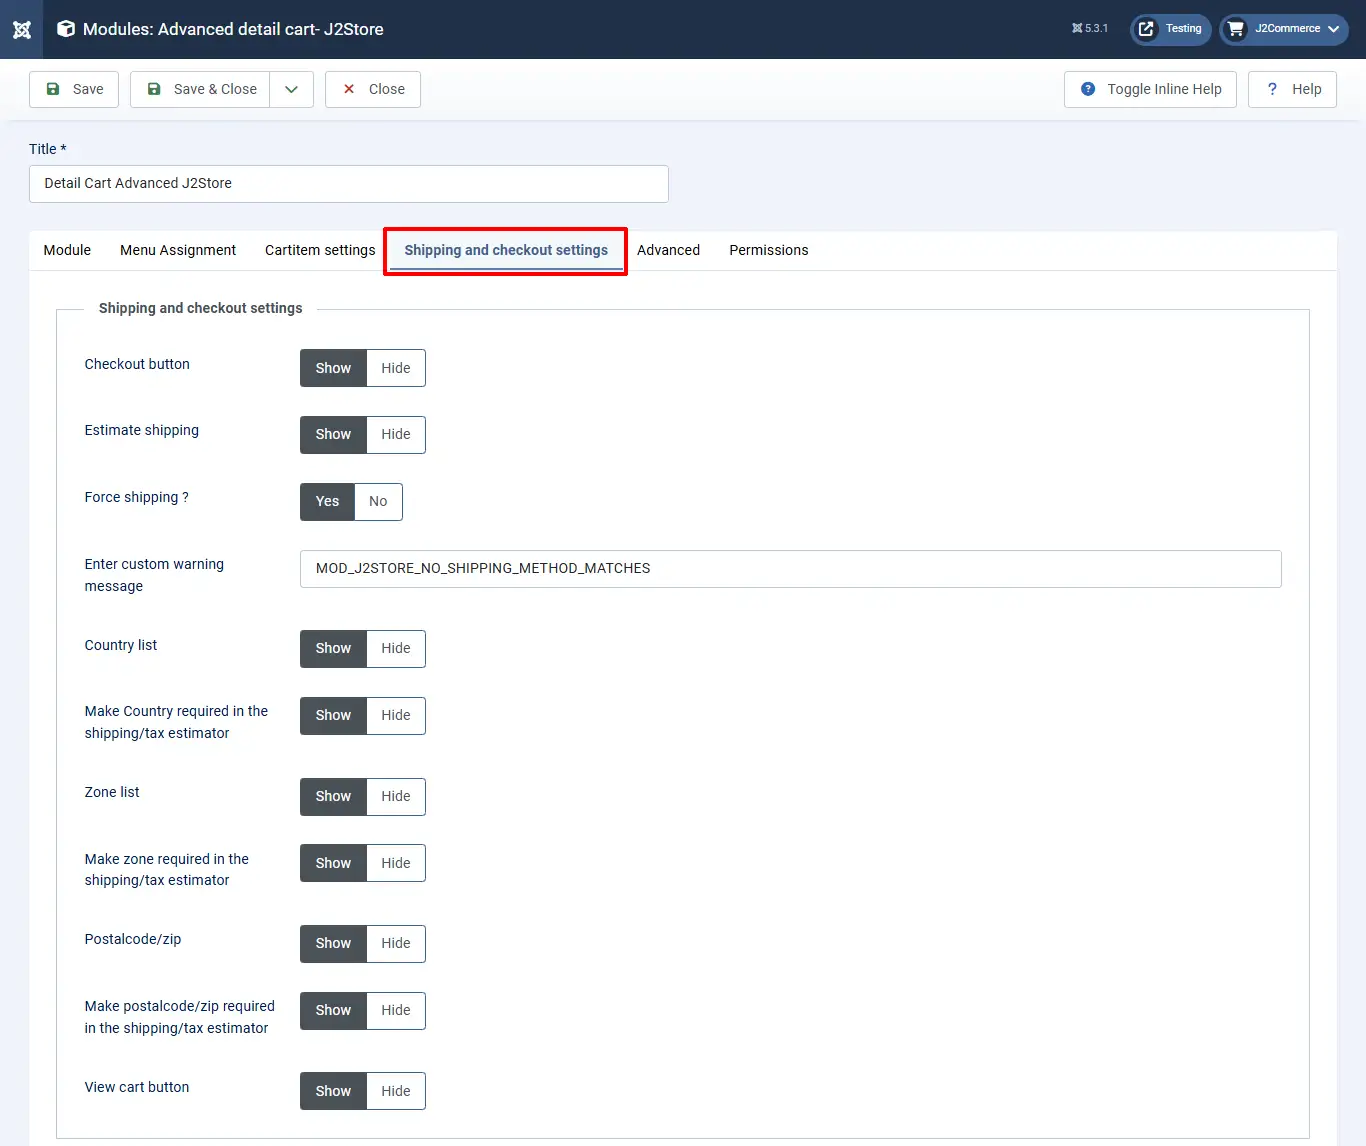 Modules: Advanced detail cart- J2Store
5.3.1
Testing
J2Commerce
Save
Save & Close
Close
Toggle Inline Help
? Help
Title *
Detail Cart Advanced J2Store
Module
Menu Assignment
Cartitem settings
Shipping and checkout settings
Advanced
Permissions
Shipping and checkout settings
Checkout button
Show Hide
Estimate shipping
Show Hide
Force shipping ?
Yes No
Enter custom warning
message
MOD_J2STORE_NO_SHIPPING_METHOD_MATCHES
Country list
Show Hide
Make Country required in the
shipping/tax estimator
Show Hide
Zone list
Show Hide
Make zone required in the
shipping/tax estimator
Show Hide
Postalcode/zip
Show Hide
Make postalcode/zip required
in the shipping/tax estimator
Show Hide
View cart button
Show Hide